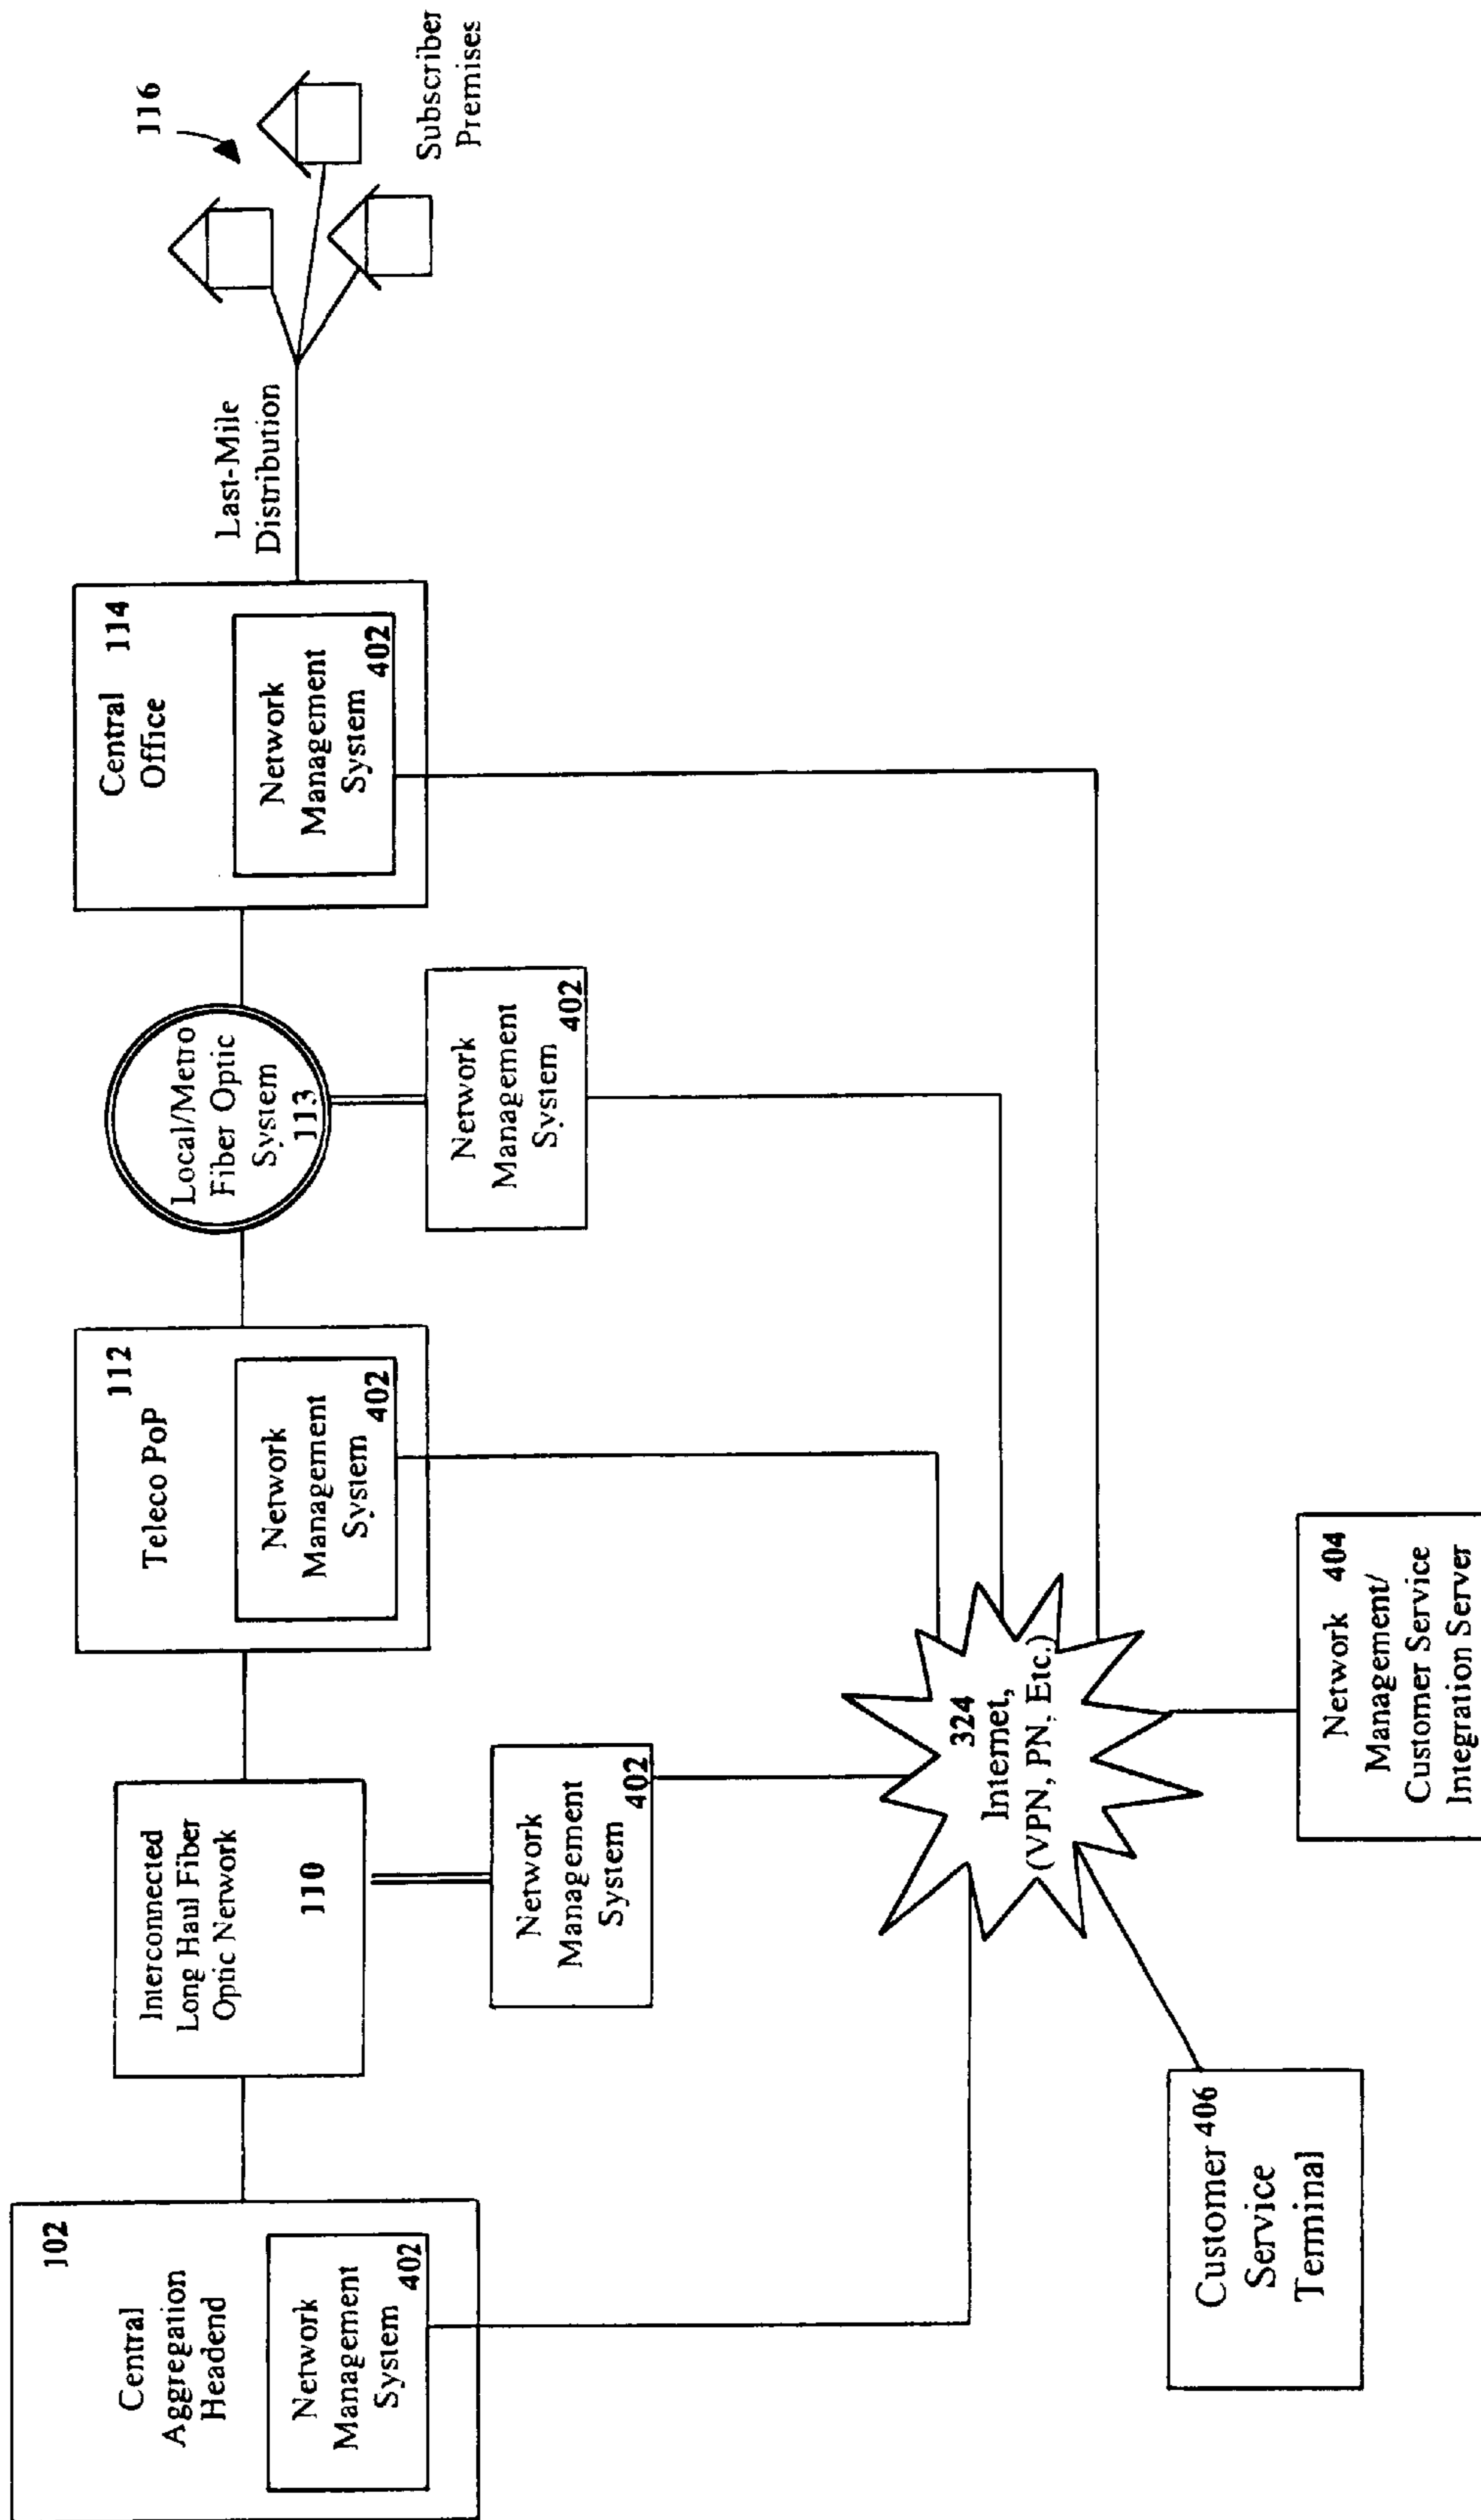 102
Central
Aggregation
Headend
Network
Management
System
402
Interconnected
Long Haul Fiber
Optic Network
110
Network
Management
System
402
112
Teleco PoP
Network
Management
System
402
Local/Metro
Fiber Optic
System
113
Network
Management
System
402
Central 114
Office
Network
Management
System
402
Last-Mile
Distribution
116
Subscriber
Premises
324
Internet,
(VPN, PN, Etc.)
Customer 406
Service
Terminal
Network 404
Management/
Customer Service
Integration Server